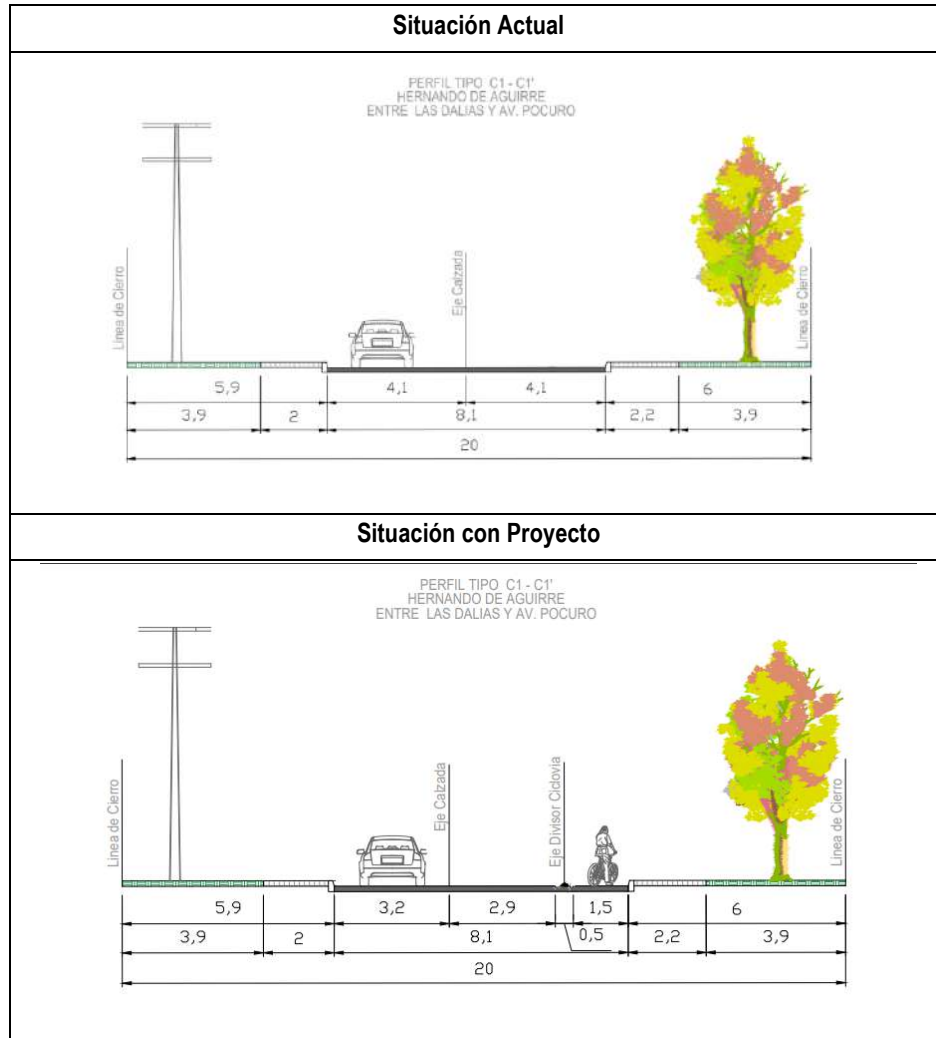 Situación Actual
PERFIL TIPO C1 - C1'
HERNANDO DE AGUIRRE
ENTRE LAS DALIAS Y AV. POCURO
Linea de Cierro
Eje Calzada
Linea de Cierro
5,9 4,1 4,1 6
3,9 2 8,1 2,2 3,9
20
Situación con Proyecto
PERFIL TIPO C1 - C1'
HERNANDO DE AGUIRRE
ENTRE LAS DALIAS Y AV. POCURO
Linea de Cierro
Eje Calzada
Eje Divisor Ciclovia
Linea de Cierro
5,9 3,2 2,9 1,5 6
3,9 2 8,1 0,5 2,2 3,9
20